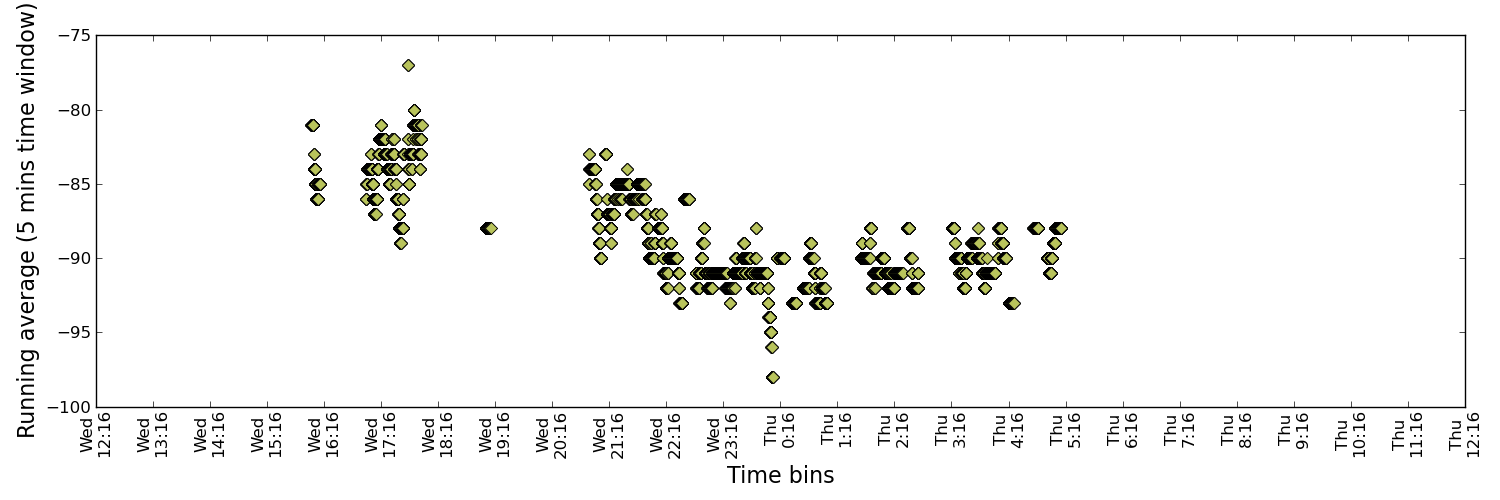 Running average (5 mins time window)
−75
−80
−85
−90
−95
−100
Wed 12:16
Wed 13:16
Wed 14:16
Wed 15:16
Wed 16:16
Wed 17:16
Wed 18:16
Wed 19:16
Wed 20:16
Wed 21:16
Wed 22:16
Wed 23:16
Thu 0:16
Thu 1:16
Thu 2:16
Thu 3:16
Thu 4:16
Thu 5:16
Thu 6:16
Thu 7:16
Thu 8:16
Thu 9:16
Thu 10:16
Thu 11:16
Thu 12:16
Time bins